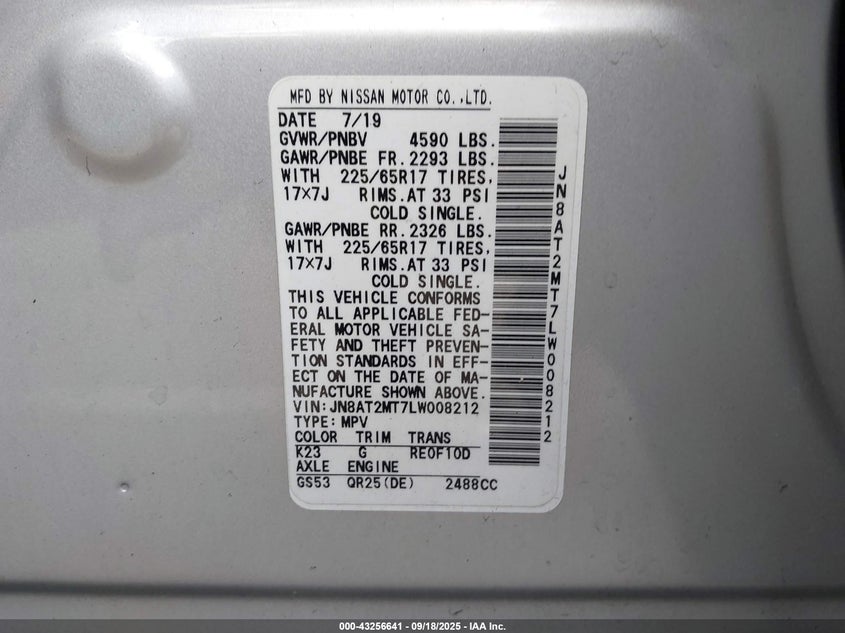 MFD BY NISSAN MOTOR CO.,LTD.
DATE 7/19
GVWR/PNBV 4590 LBS.
GAWR/PNBE FR. 2293 LBS.
WITH 225/65R17 TIRES,
17×7J RIMS.AT 33 PSI
COLD SINGLE.
GAWR/PNBE RR. 2326 LBS.
WITH 225/65R17 TIRES,
17×7J RIMS.AT 33 PSI
COLD SINGLE.
THIS VEHICLE CONFORMS
TO ALL APPLICABLE FED-
ERAL MOTOR VEHICLE SA-
FETY AND THEFT PREVEN-
TION STANDARDS IN EFF-
ECT ON THE DATE OF MA-
NUFACTURE SHOWN ABOVE.
VIN:JN8AT2MT7LW008212
TYPE:MPV
COLOR TRIM TRANS
K23 G RE0F10D
AXLE ENGINE
GS53 QR25(DE) 2488CC
JN8AT2MT7LW008212
000-43256641 - 09/18/2025 - IAA Inc.